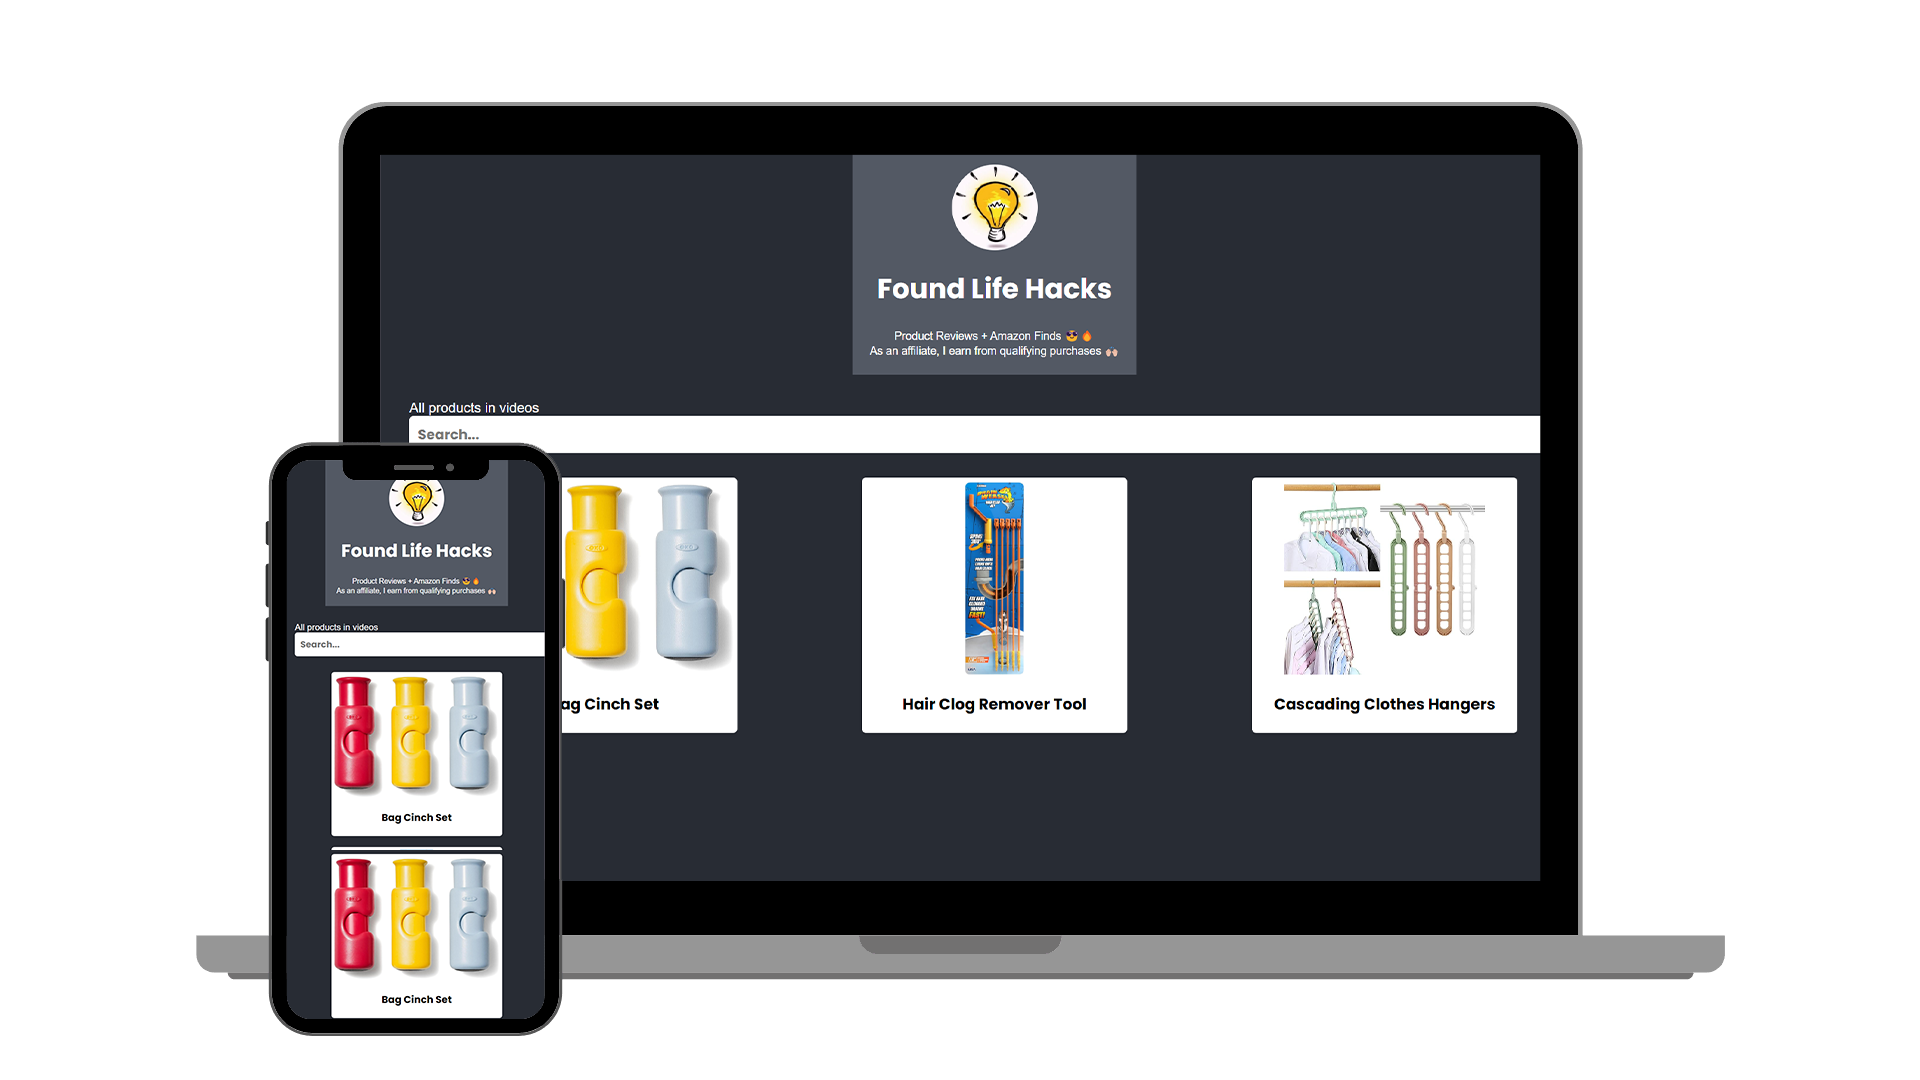 Found Life Hacks
Product Reviews + Amazon Finds 😎 🔥
As an affiliate, I earn from qualifying purchases 🙌🏻
All products in videos
Search...
ag Cinch Set
Hair Clog Remover Tool
Cascading Clothes Hangers
Found Life Hacks
Product Reviews + Amazon Finds 😎 🔥
As an affiliate, I earn from qualifying purchases 🙌🏻
All products in videos
Search...
Bag Cinch Set
Bag Cinch Set